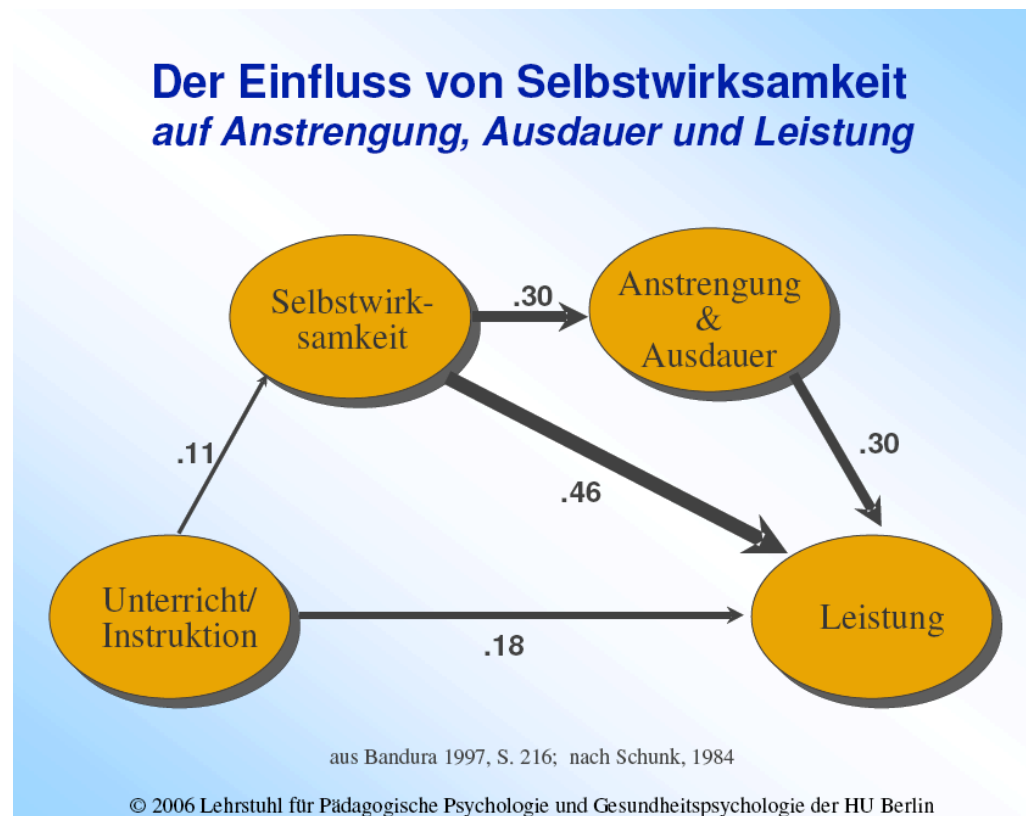 Der Einfluss von Selbstwirksamkeit
auf Anstrengung, Ausdauer und Leistung
Selbstwirk-
samkeit
.30
Anstrengung
&
Ausdauer
.11
.46
.30
Unterricht/
Instruktion
.18
Leistung
aus Bandura 1997, S. 216; nach Schunk, 1984
© 2006 Lehrstuhl für Pädagogische Psychologie und Gesundheitspsychologie der HU Berlin